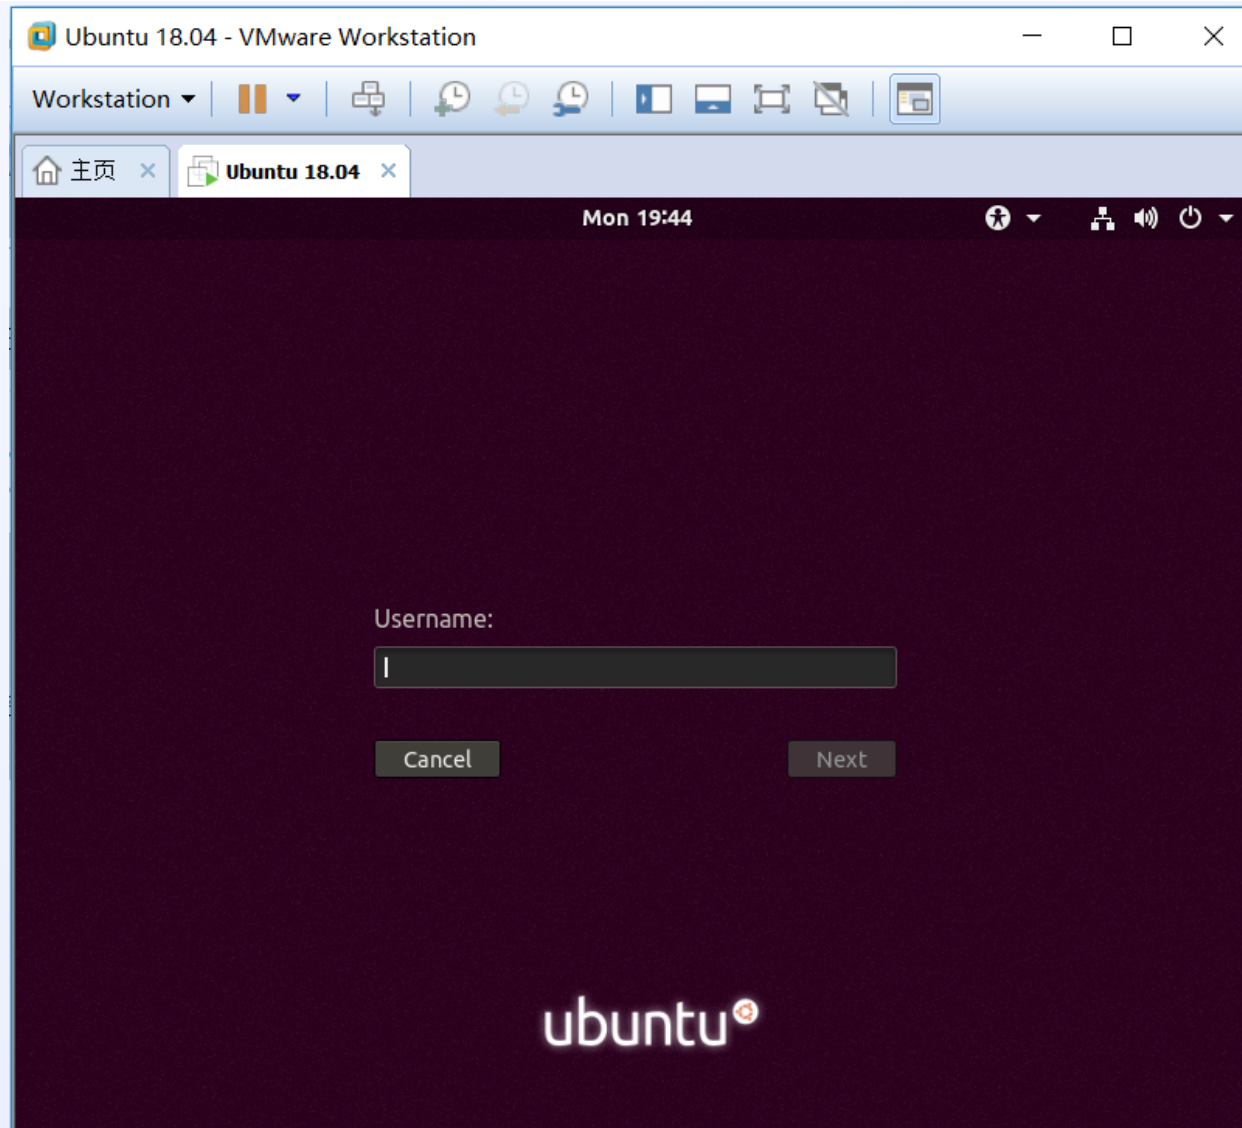 Ubuntu 18.04 - VMware Workstation
Workstation
主页
Ubuntu 18.04
Mon 19:44
Username:
Cancel
Next
ubuntu